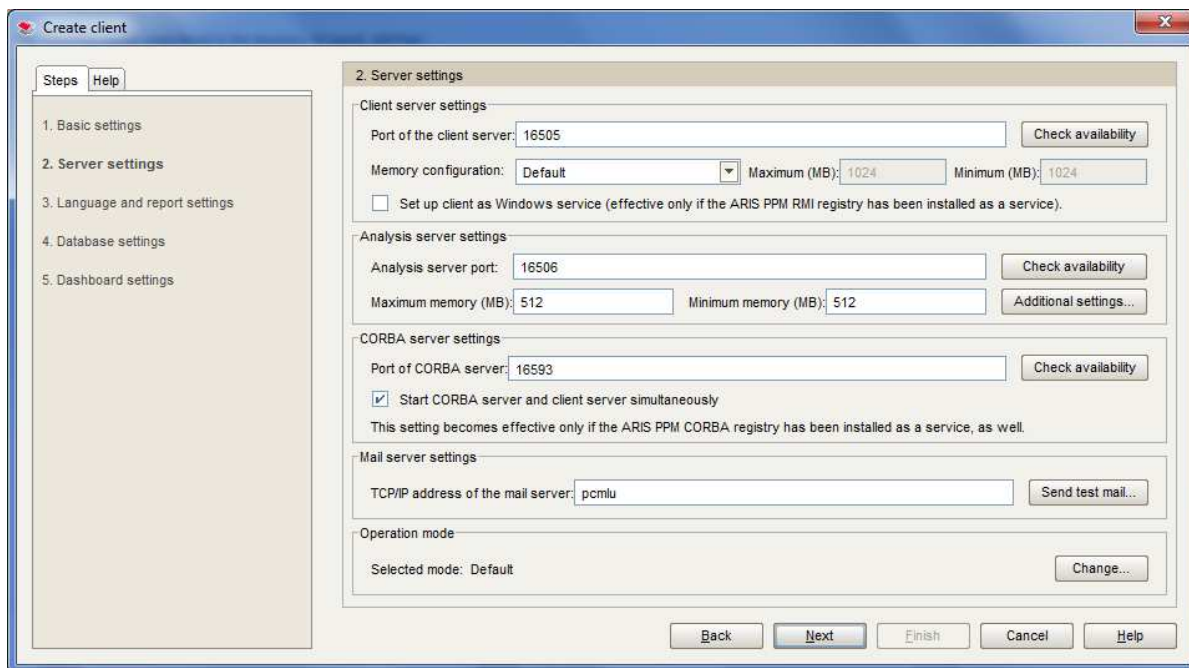 Create client
Steps Help
1. Basic settings
2. Server settings
3. Language and report settings
4. Database settings
5. Dashboard settings
2. Server settings
Client server settings
Port of the client server: 16505 Check availability
Memory configuration: Default Maximum (MB): 1024 Minimum (MB): 1024
Set up client as Windows service (effective only if the ARIS PPM RMI registry has been installed as a service).
Analysis server settings
Analysis server port: 16506 Check availability
Maximum memory (MB): 512 Minimum memory (MB): 512 Additional settings...
CORBA server settings
Port of CORBA server: 16593 Check availability
Start CORBA server and client server simultaneously
This setting becomes effective only if the ARIS PPM CORBA registry has been installed as a service, as well.
Mail server settings
TCP/IP address of the mail server: pcmlu Send test mail...
Operation mode
Selected mode: Default Change...
Back Next Finish Cancel Help